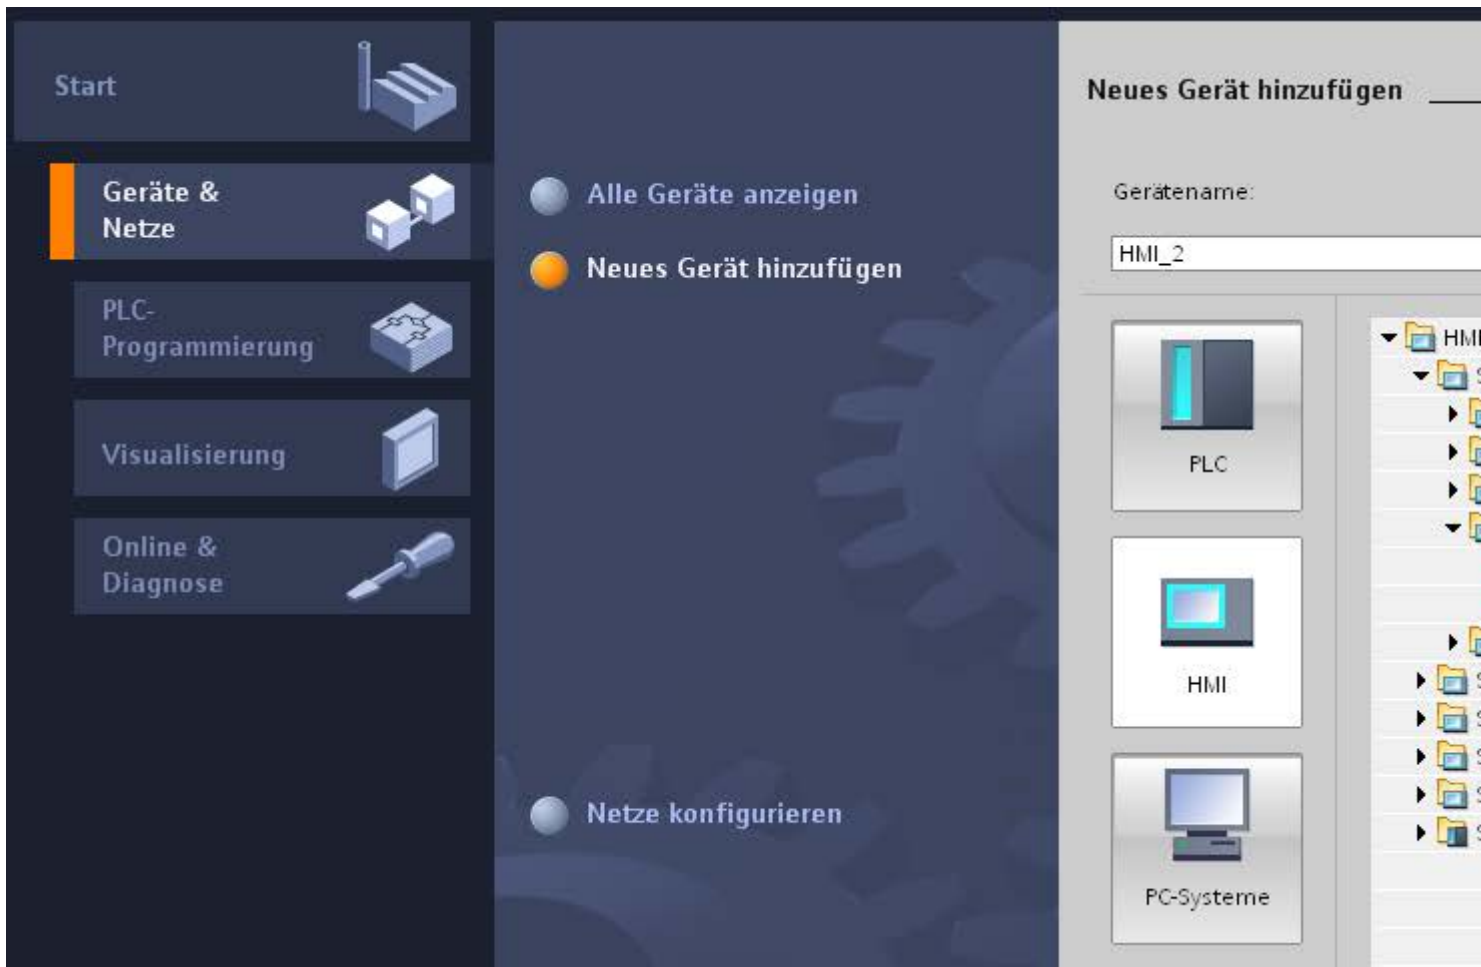 Start
Geräte &
Netze
PLC-
Programmierung
Visualisierung
Online &
Diagnose
Alle Geräte anzeigen
Neues Gerät hinzufügen
Netze konfigurieren
Neues Gerät hinzufügen
Gerätename:
HMI_2
PLC
HMI
PC-Systeme
HMI